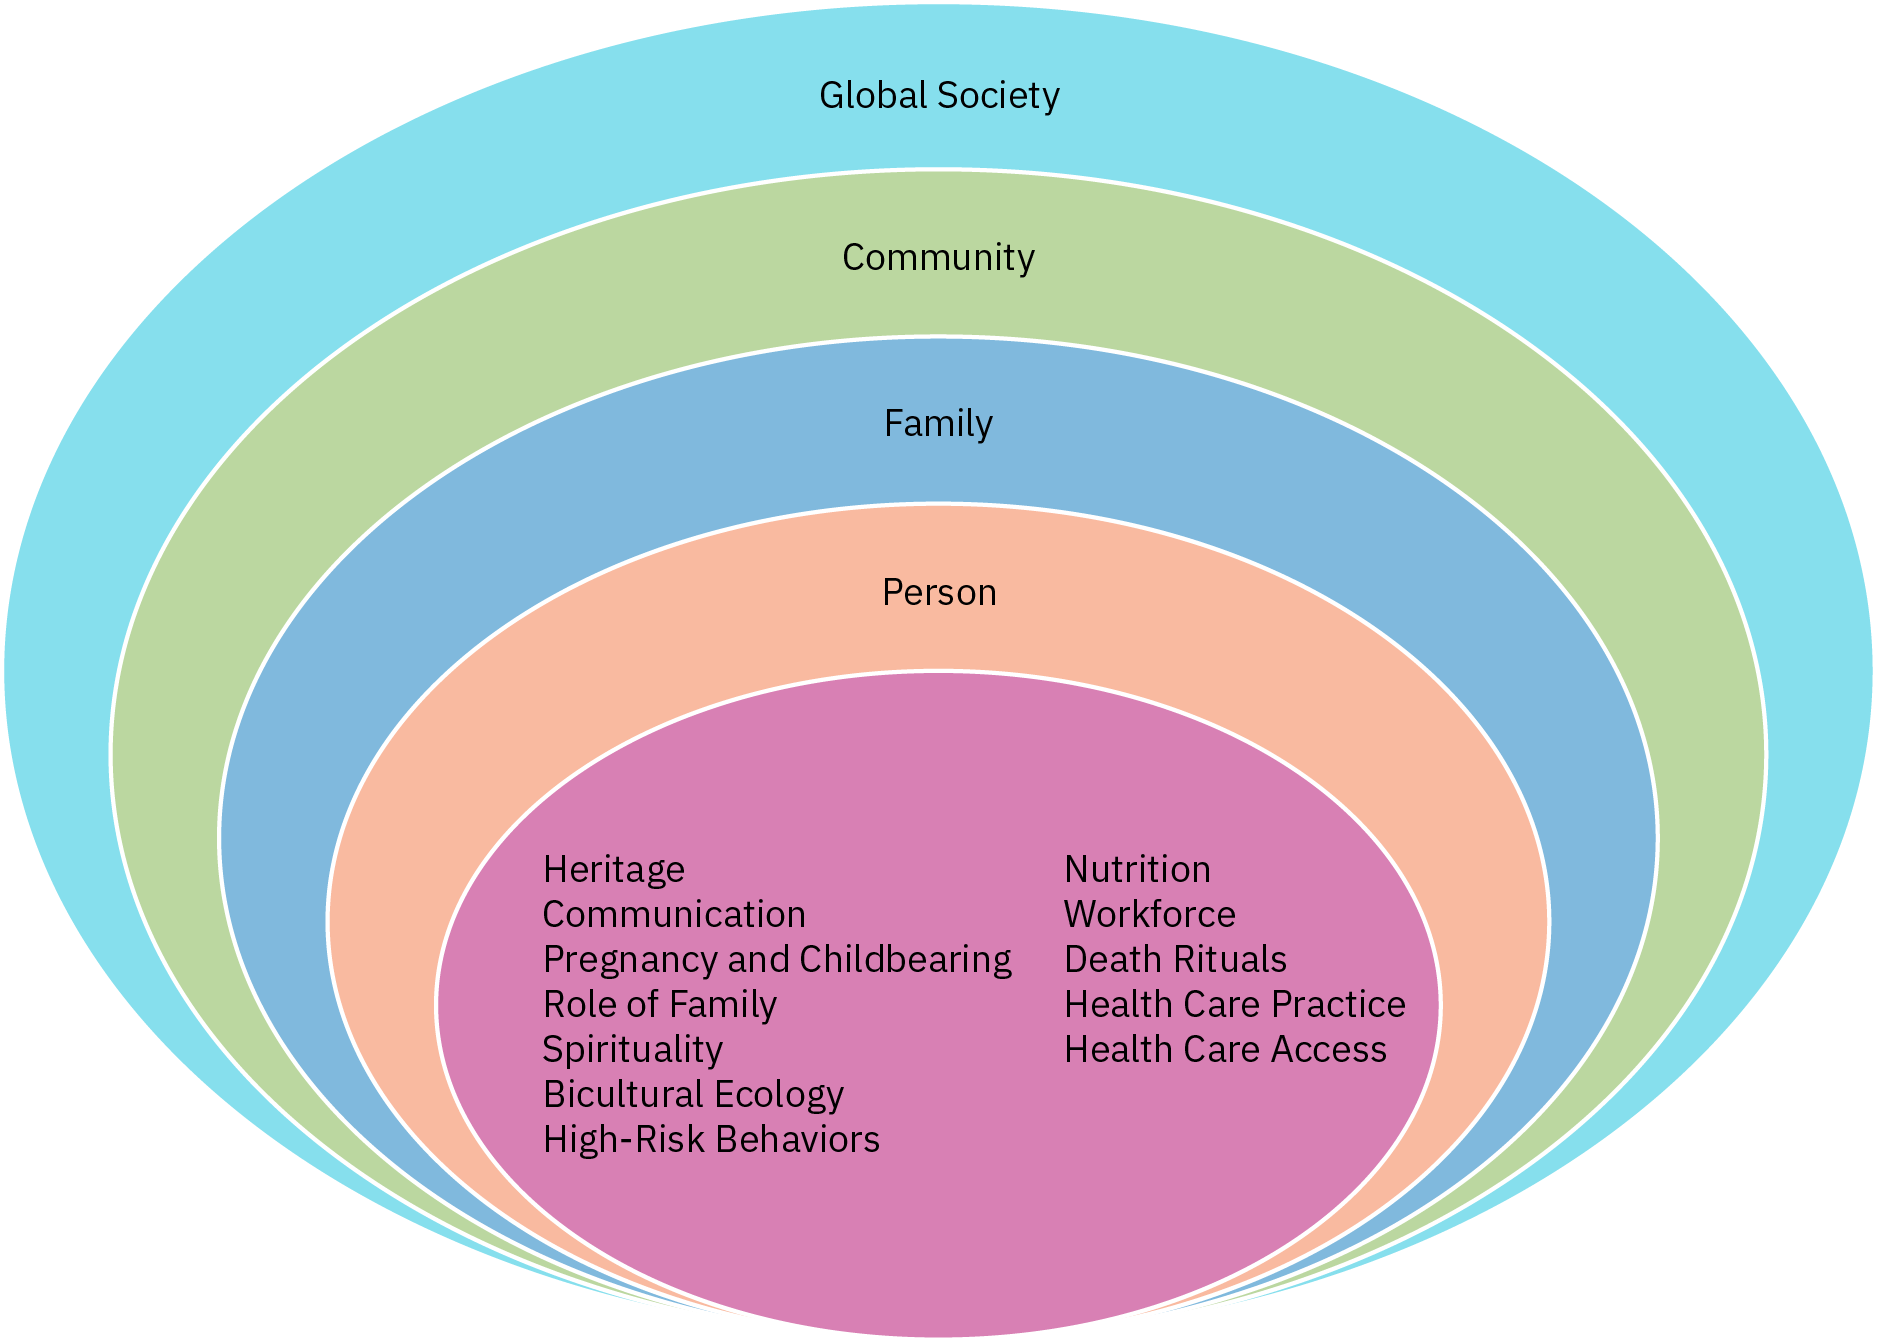 Global Society
Community
Family
Person
Heritage
Communication
Pregnancy and Childbearing
Role of Family
Spirituality
Bicultural Ecology
High-Risk Behaviors
Nutrition
Workforce
Death Rituals
Health Care Practice
Health Care Access